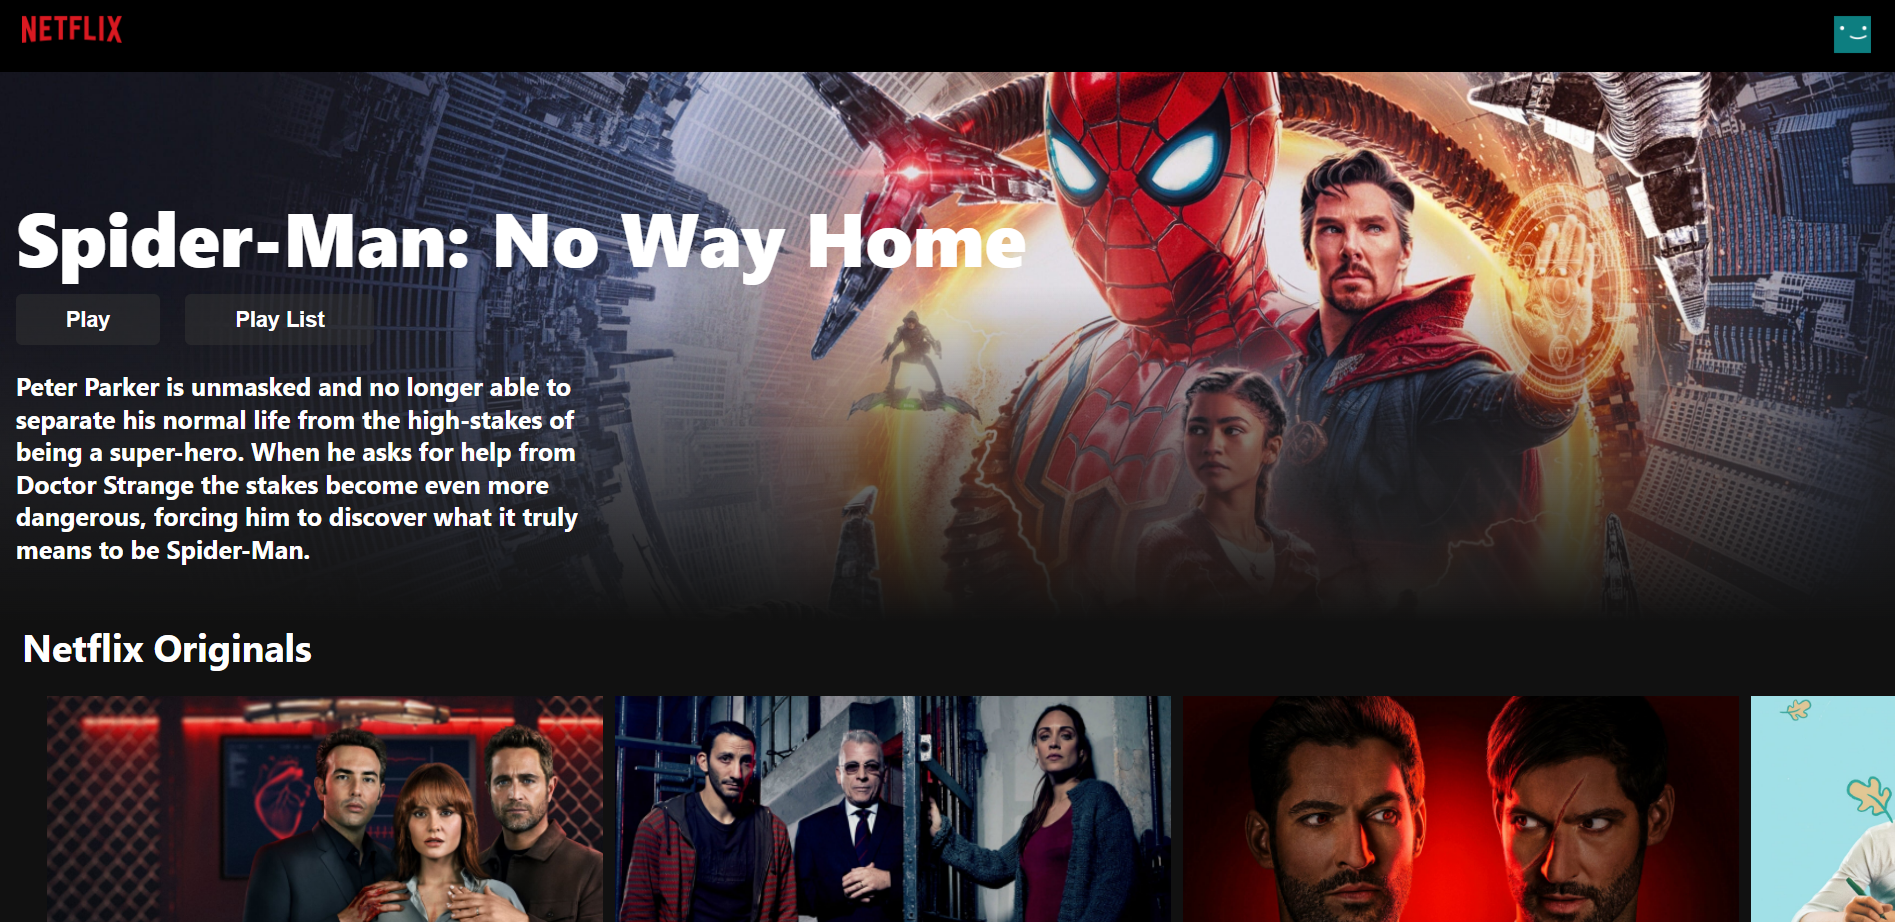 NETFLIX
Spider-Man: No Way Home
Play
Play List
Peter Parker is unmasked and no longer able to
separate his normal life from the high-stakes of
being a super-hero. When he asks for help from
Doctor Strange the stakes become even more
dangerous, forcing him to discover what it truly
means to be Spider-Man.
Netflix Originals